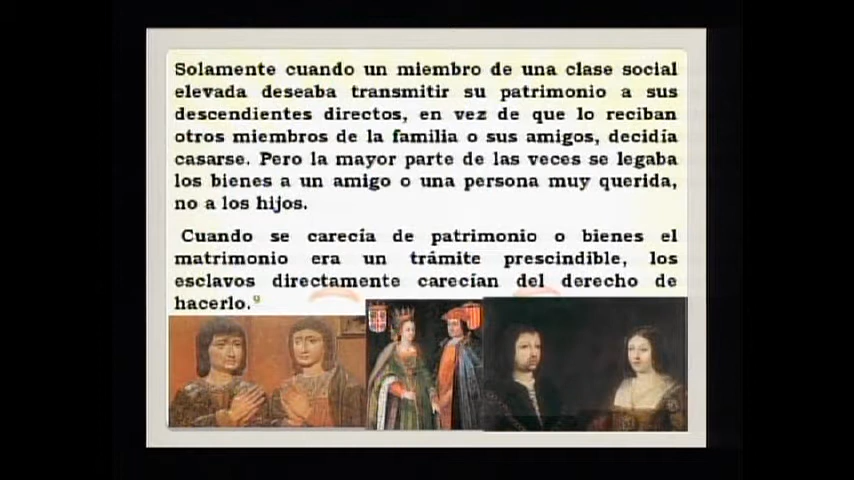 Solamente cuando un miembro de una clase social
elevada deseaba transmitir su patrimonio a sus
descendientes directos, en vez de que lo reciban
otros miembros de la familia o sus amigos, decidía
casarse. Pero la mayor parte de las veces se legaba
los bienes a un amigo o una persona muy querida,
no a los hijos.
Cuando se carecía de patrimonio o bienes el
matrimonio era un trámite prescindible, los
esclavos directamente carecían del derecho de
hacerlo.⁹